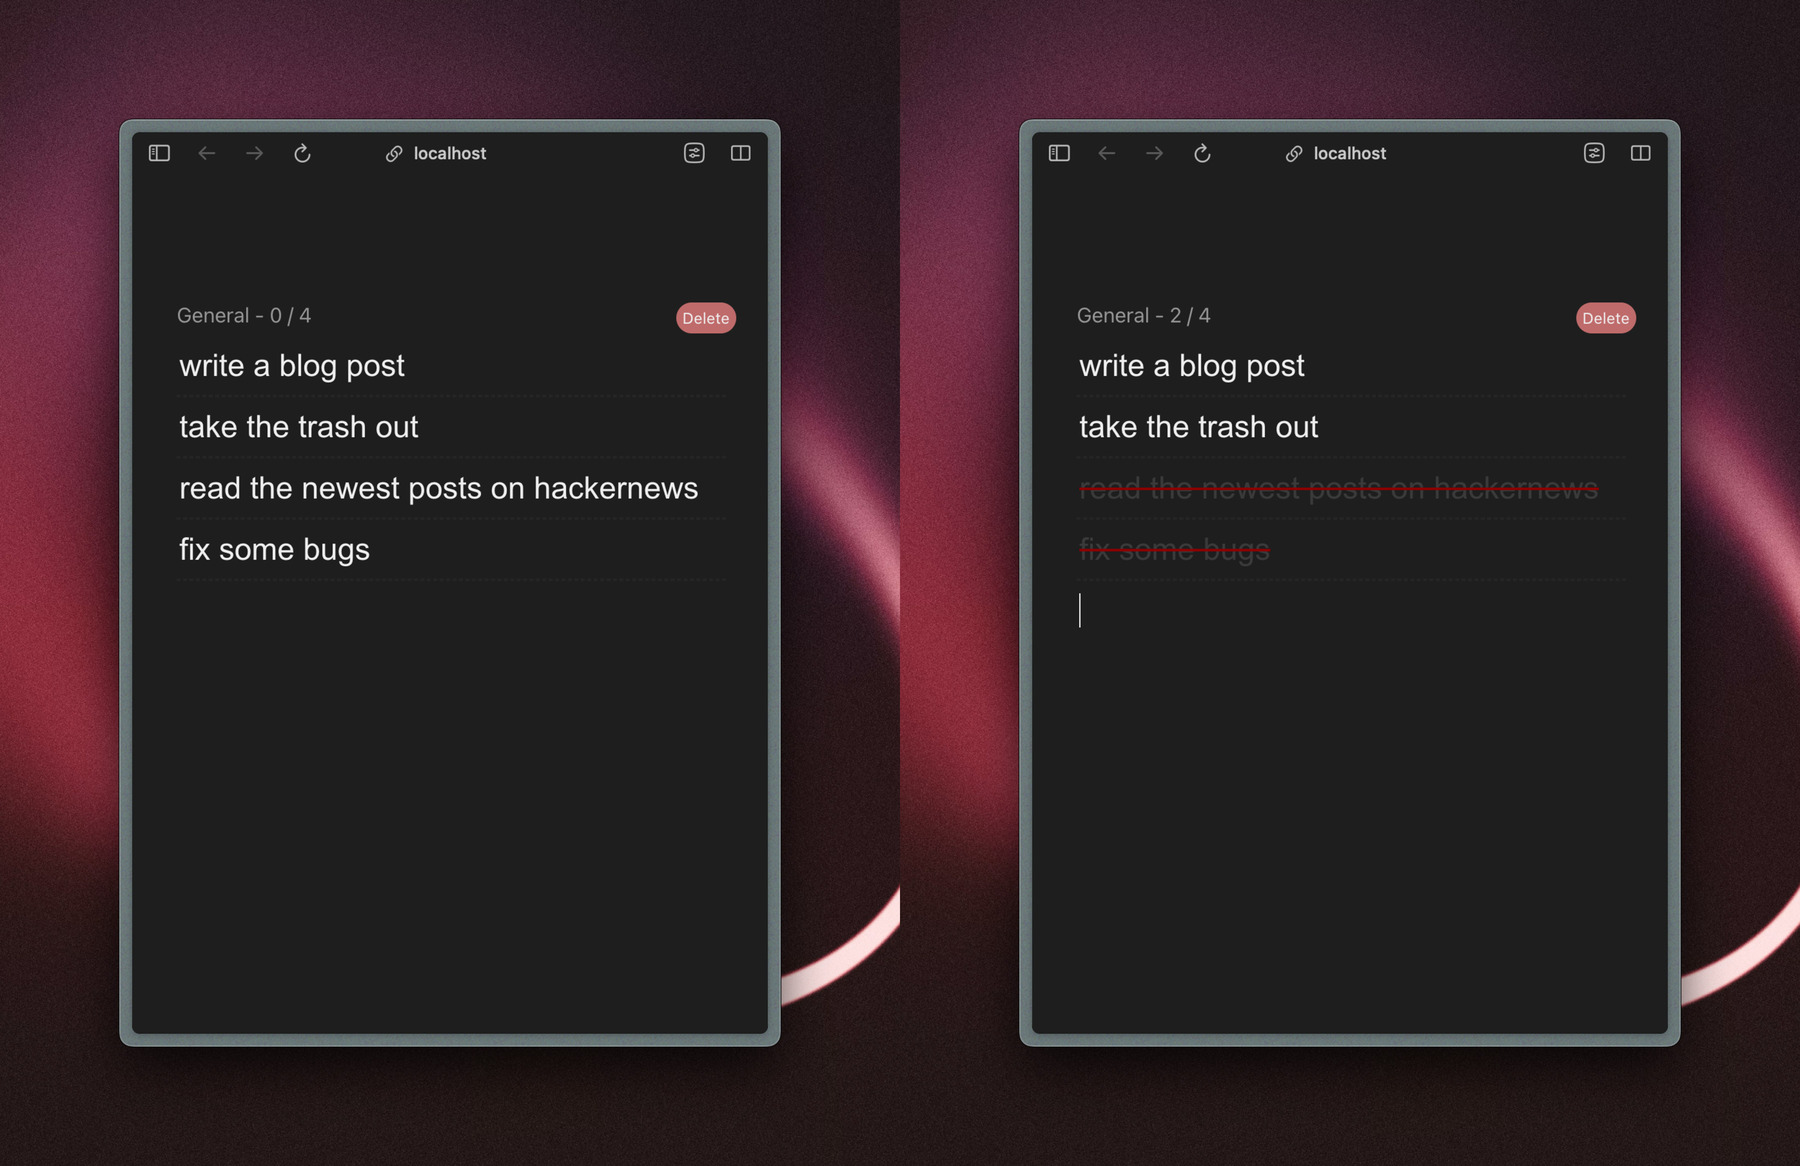 localhost
General - 0 / 4
Delete
write a blog post
take the trash out
read the newest posts on hackernews
fix some bugs
localhost
General - 2 / 4
Delete
write a blog post
take the trash out
read the newest posts on hackernews
fix some bugs